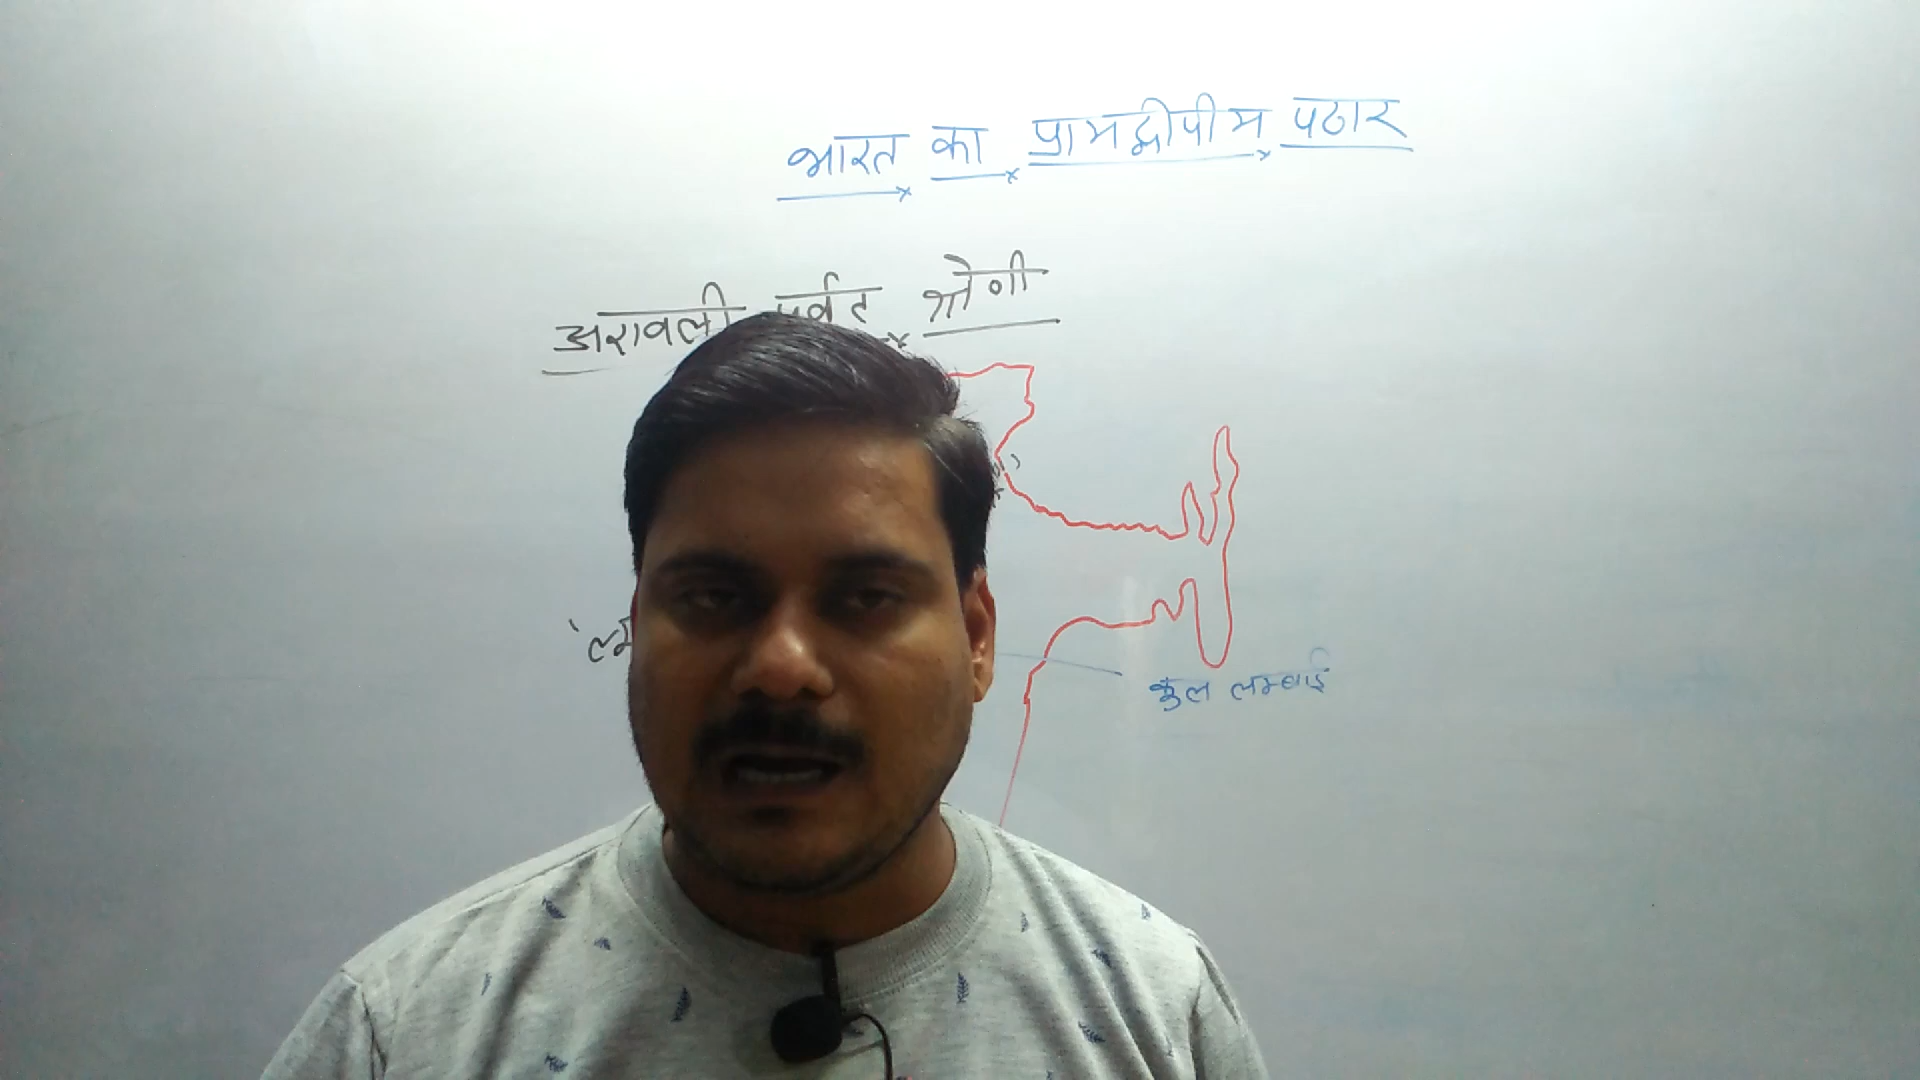 भारत का प्रायद्वीपीय पठार
अरावली पर्वत श्रेणी
कुल लम्बाई